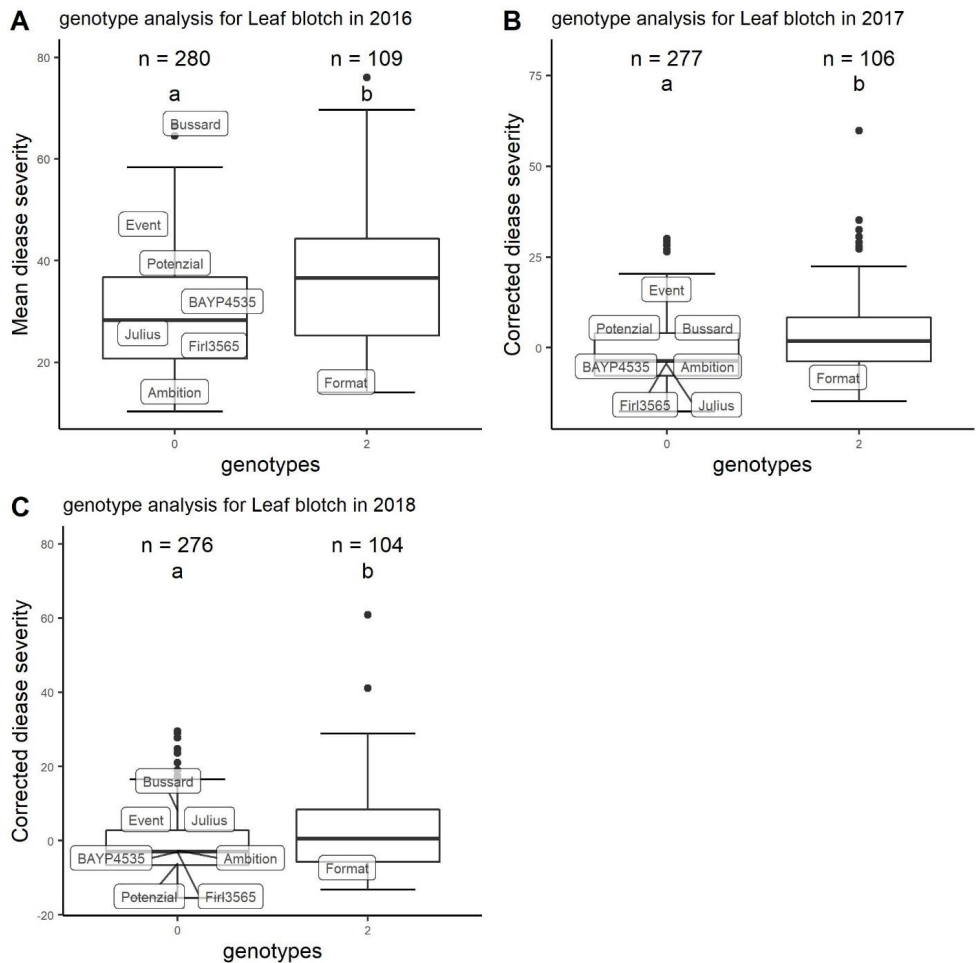 A genotype analysis for Leaf blotch in 2016
n = 280 n = 109
a b
Bussard
Event
Potenzial
BAYP4535
Julius
Firl3565
Ambition
Format
Mean disease severity
80
60
40
20
0 2
genotypes
B genotype analysis for Leaf blotch in 2017
n = 277 n = 106
a b
Event
Potenzial Bussard
BAYP4535 Ambition
Firl3565 Julius
Format
Corrected diease severity
75
50
25
0
0 2
genotypes
C genotype analysis for Leaf blotch in 2018
n = 276 n = 104
a b
Bussard
Event Julius
BAYP4535 Ambition
Potenzial Firl3565
Format
Corrected disease severity
80
60
40
20
0
-20
0 2
genotypes